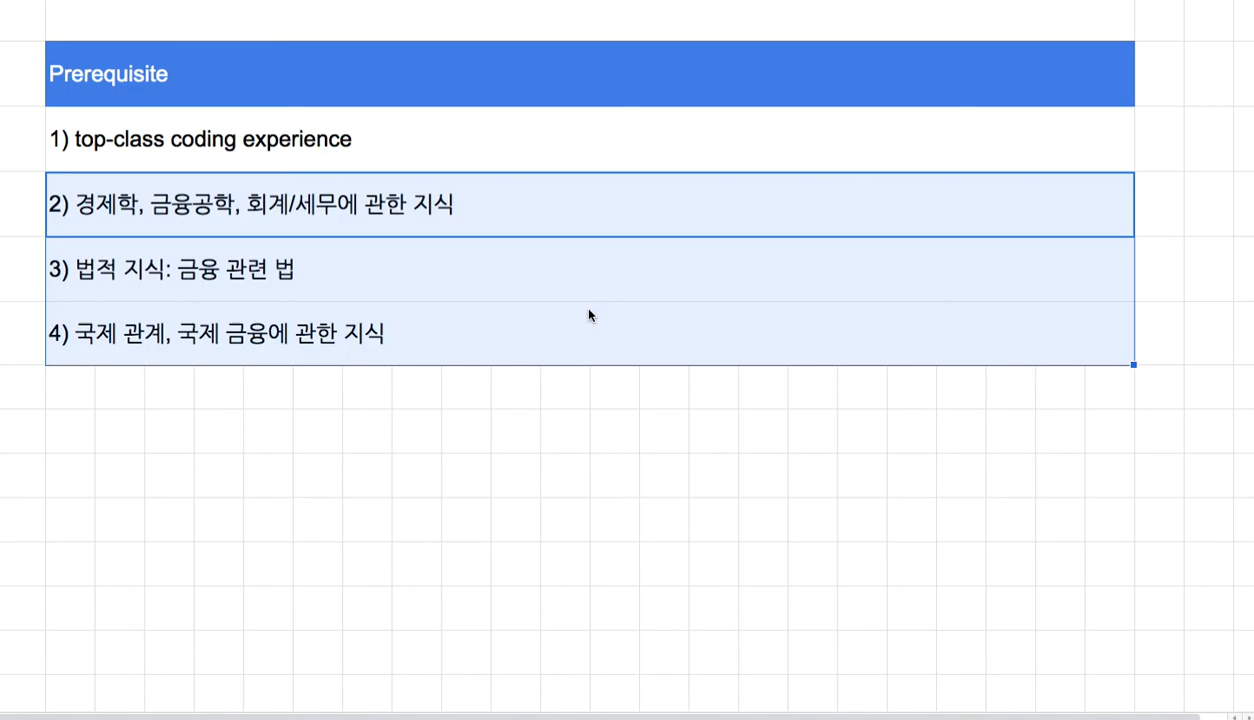 Prerequisite
1) top-class coding experience
2) 경제학, 금융공학, 회계/세무에 관한 지식
3) 법적 지식: 금융 관련 법
4) 국제 관계, 국제 금융에 관한 지식